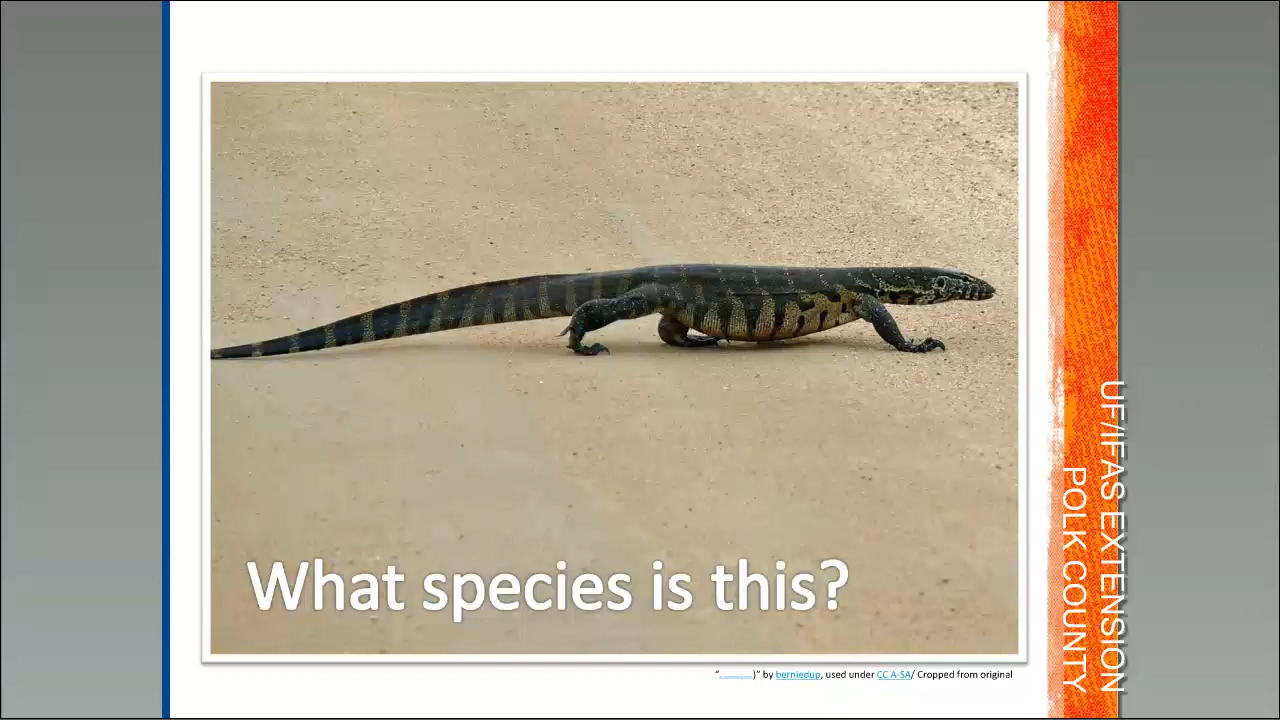 What species is this?
“)” by berniedup, used under CC A-SA/ Cropped from original
UF/IFAS EXTENSION
POLK COUNTY